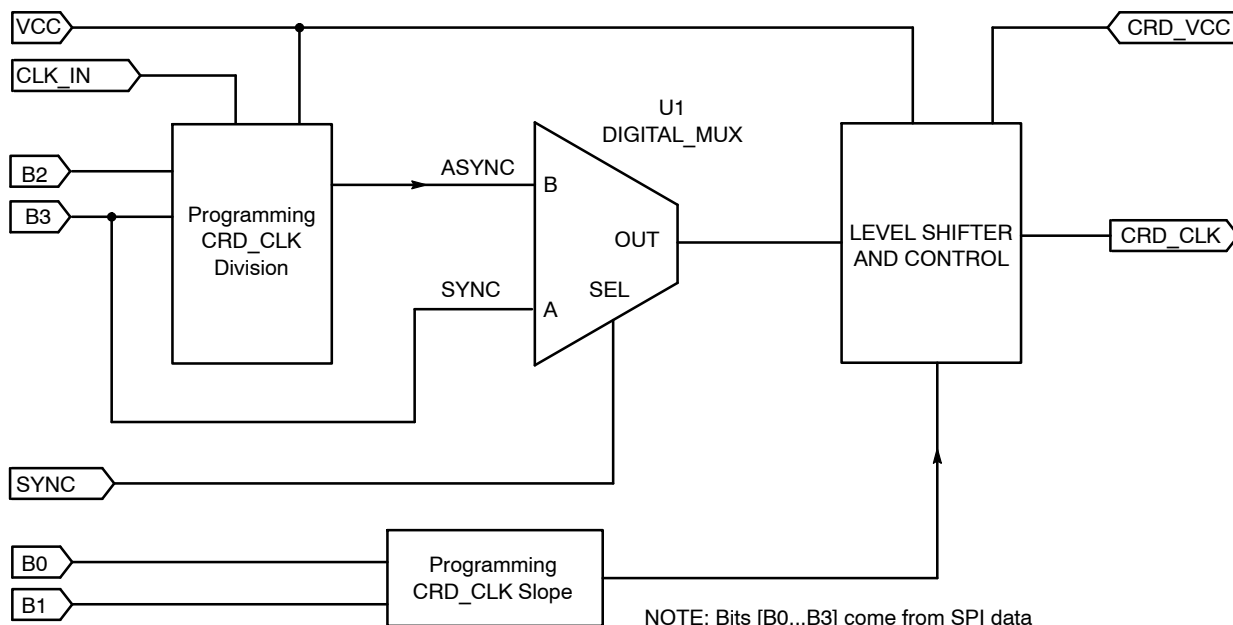 VCC
CRD_VCC
CLK_IN
U1
DIGITAL_MUX
B2
ASYNC
B
B3
Programming
CRD_CLK
Division
OUT
LEVEL SHIFTER
AND CONTROL
CRD_CLK
SYNC
A
SEL
SYNC
B0
B1
Programming
CRD_CLK Slope
NOTE: Bits [B0...B3] come from SPI data